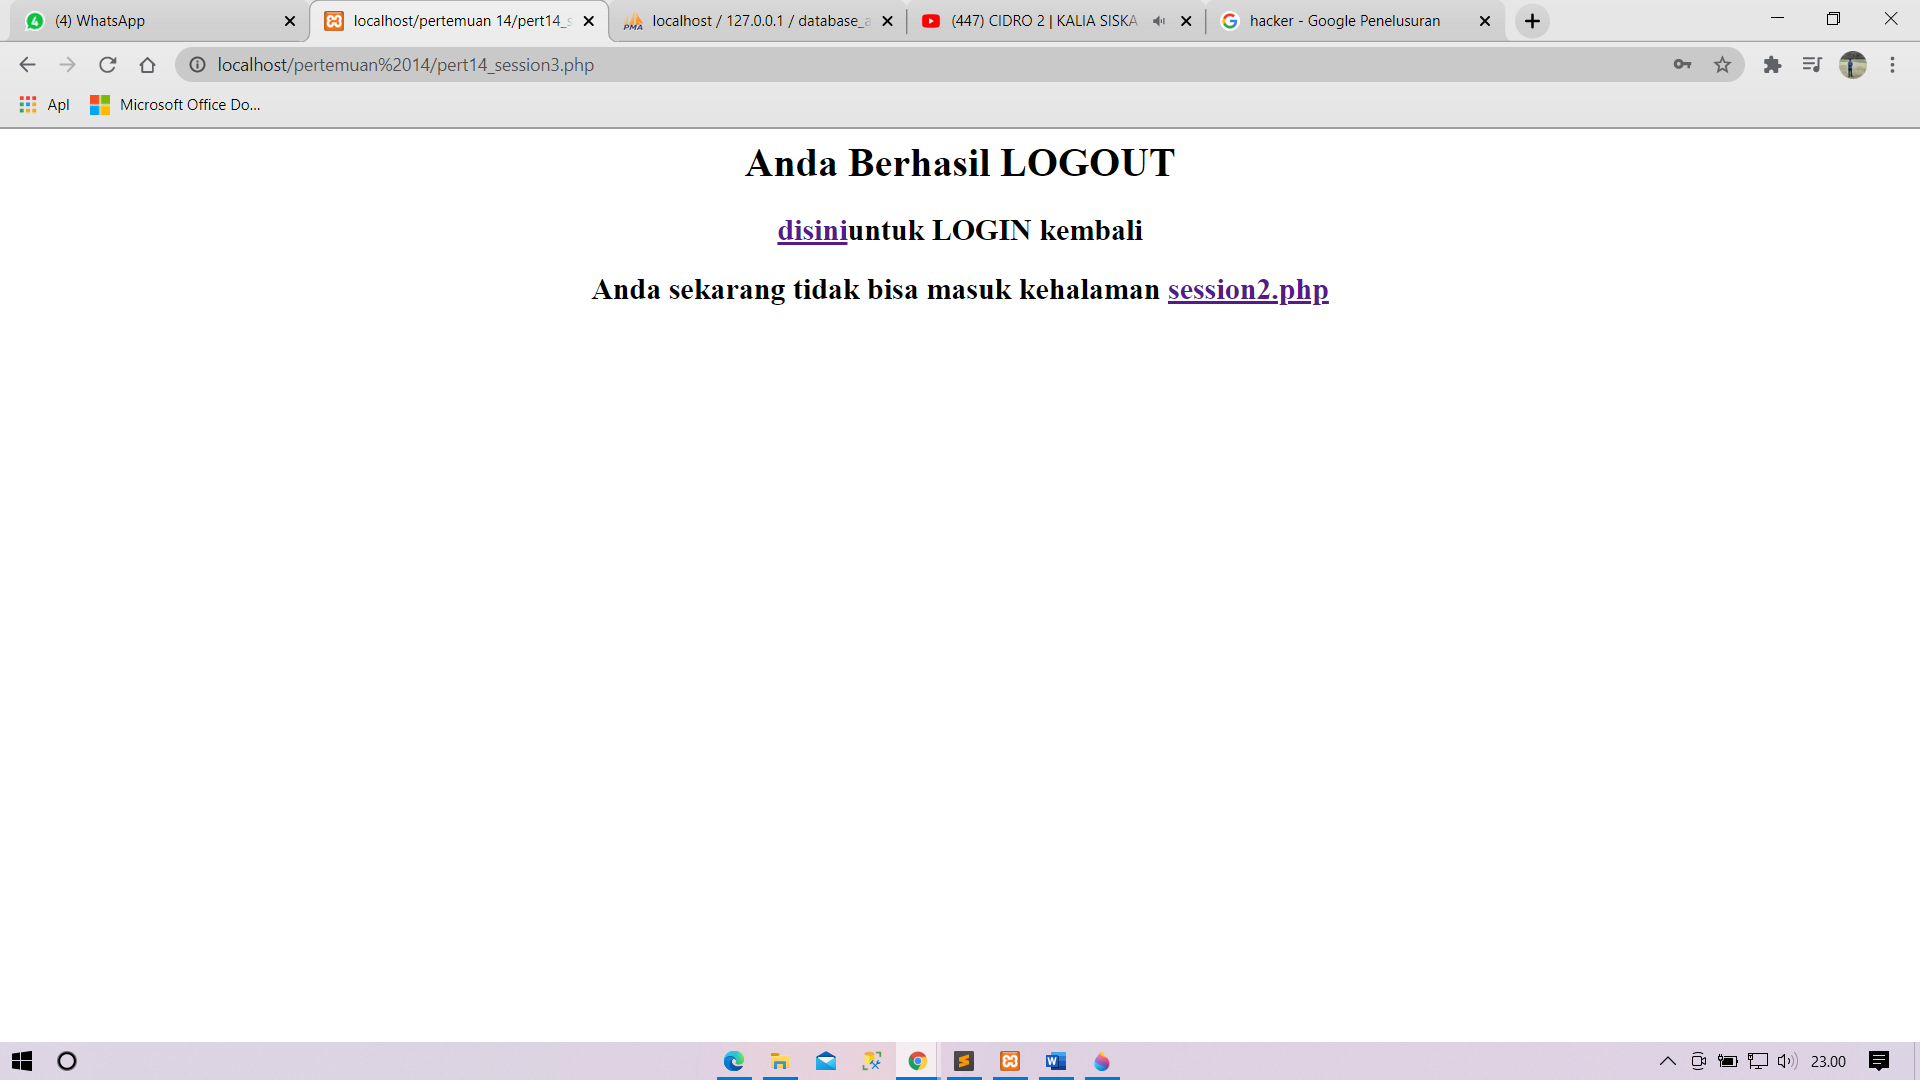 (4) WhatsApp
localhost/pertemuan 14/pert14_s
localhost / 127.0.0.1 / database_a
(447) CIDRO 2 | KALIA SISKA
hacker - Google Penelusuran
localhost/pertemuan%2014/pert14_session3.php
Apl
Microsoft Office Do...
Anda Berhasil LOGOUT
disiniuntuk LOGIN kembali
Anda sekarang tidak bisa masuk kehalaman session2.php
23.00